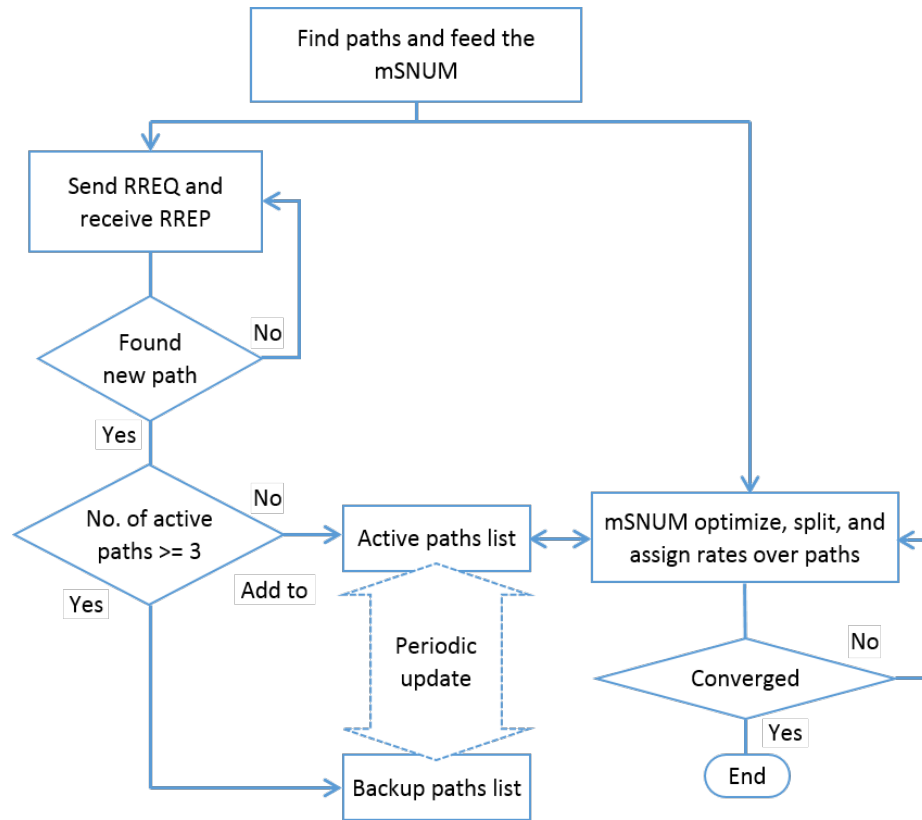 Find paths and feed the
mSNUM
Send RREQ and
receive RREP
No
Found
new path
Yes
No
No. of active
paths >= 3
Active paths list
mSNUM optimize, split, and
assign rates over paths
Yes
Add to
No
Periodic
update
Converged
Yes
Backup paths list
End